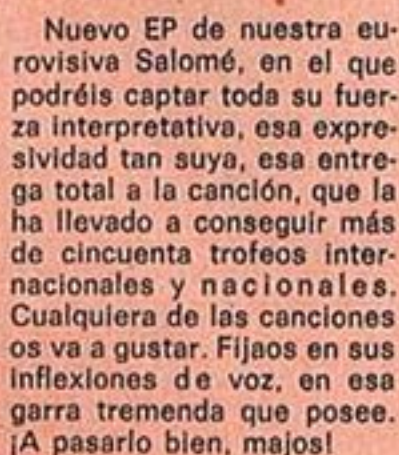 Nuevo EP de nuestra eu-
rovisiva Salomé, en el que
podréis captar toda su fuer-
za interpretativa, esa expre-
sividad tan suya, esa entre-
ga total a la canción, que la
ha llevado a conseguir más
de cincuenta trofeos inter-
nacionales y nacionales.
Cualquiera de las canciones
os va a gustar. Fijaos en sus
inflexiones de voz, en esa
garra tremenda que posee.
¡A pasarlo bien, majos!